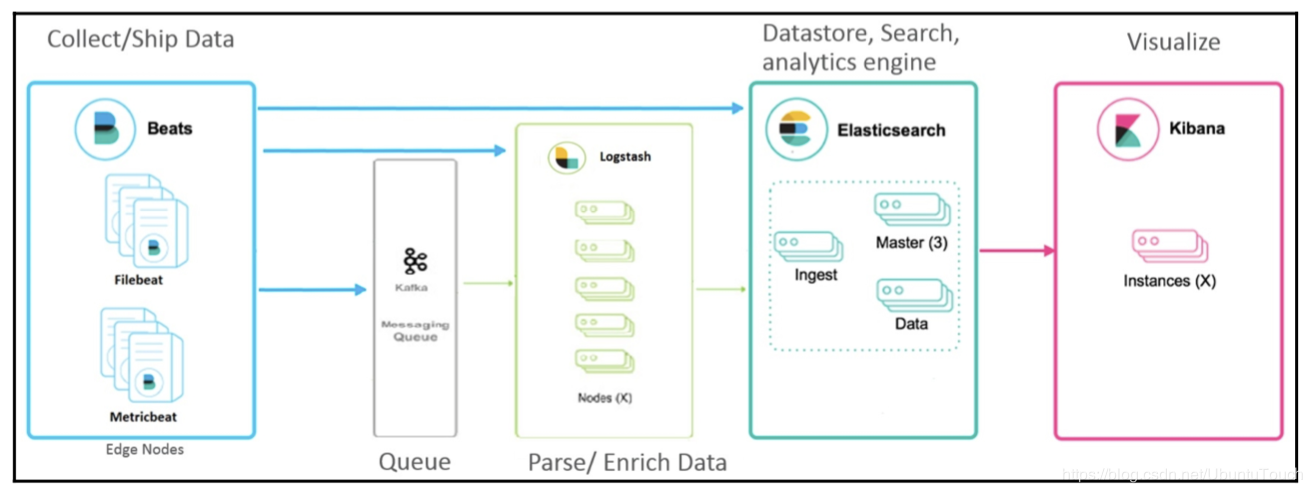 Collect/Ship Data
Datastore, Search,
analytics engine
Visualize
Beats
Filebeat
Metricbeat
Edge Nodes
Kafka
Messaging
Queue
Queue
Logstash
Nodes (X)
Parse/ Enrich Data
Elasticsearch
Master (3)
Ingest
Data
Kibana
Instances (X)
https://blog.csdn.net/UbuntuTouch